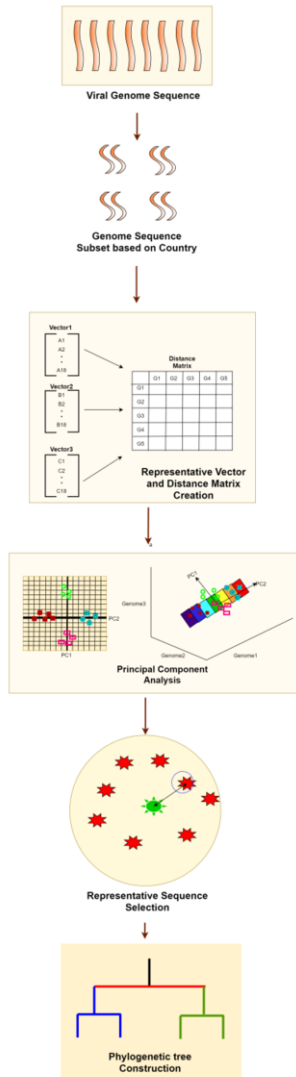 Viral Genome Sequence
Genome Sequence
Subset based on Country
Vector1
A1
A2
A18
Vector2
B1
B2
B18
Vector3
C1
C2
C18
Distance
Matrix
G1 G2 G3 G4 G5
G1
G2
G3
G4
G5
Representative Vector
and Distance Matrix
Creation
PC2
PC1
PC1
PC2
Genome3
Genome2
Genome1
Principal Component
Analysis
Representative Sequence
Selection
Phylogenetic tree
Construction